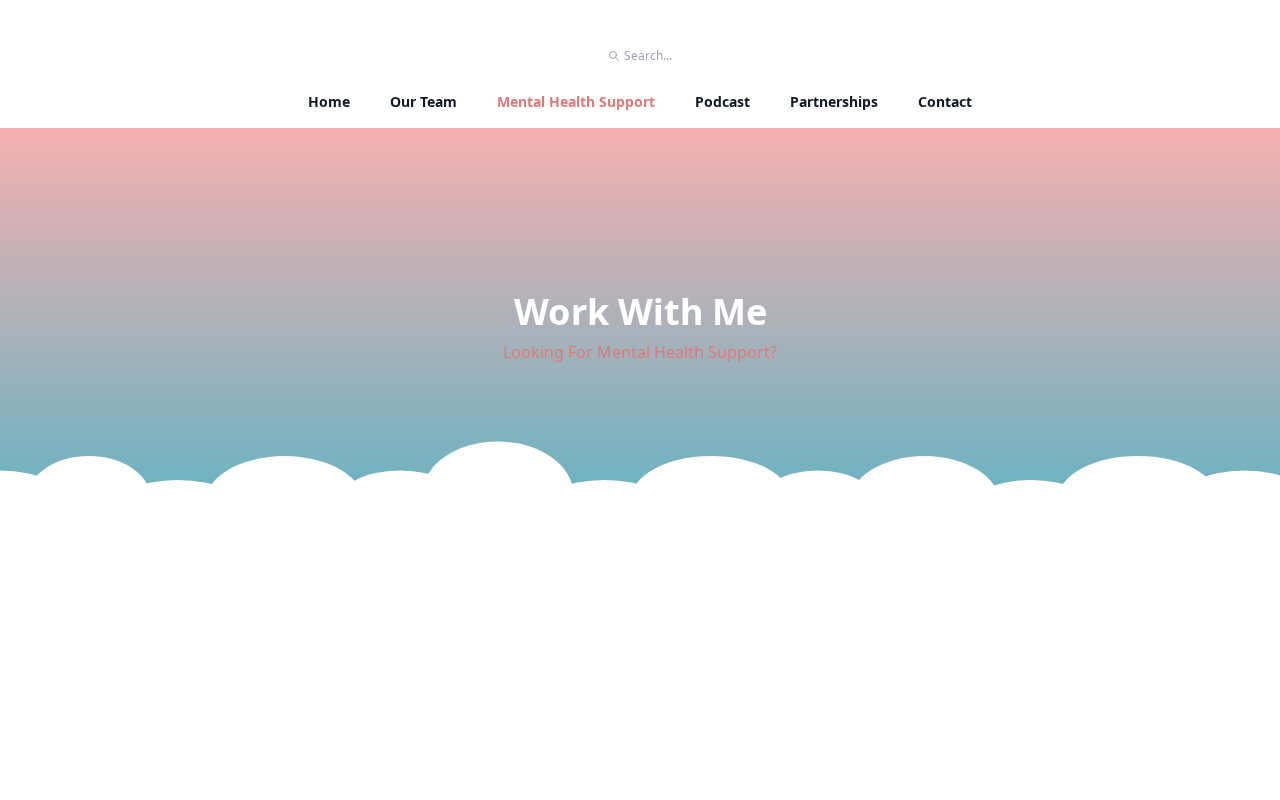 Search...
Home Our Team Mental Health Support Podcast Partnerships Contact
Work With Me
Looking For Mental Health Support?